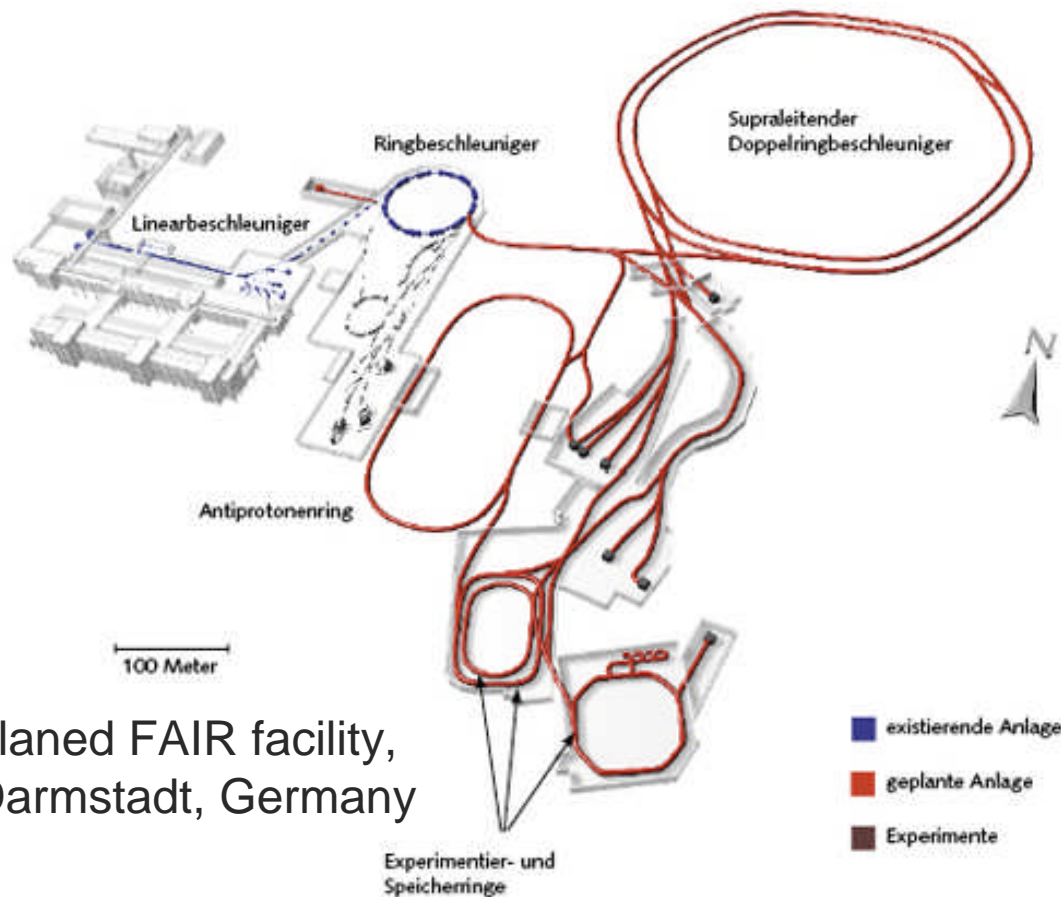 Supraleitender
Doppelringbeschleuniger
Ringbeschleuniger
Linearbeschleuniger
N
Antiprotonenring
100 Meter
laned FAIR facility,
Darmstadt, Germany
existierende Anlage
geplante Anlage
Experimente
Experimentier- und
Speicherringe